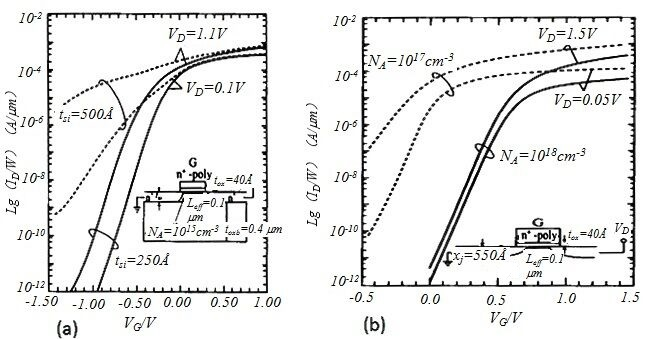 10⁻²
10⁻⁴
10⁻⁶
10⁻⁸
10⁻¹⁰
10⁻¹²
Lg (I_D/W) (A/μm)
V_D=1.1V
V_D=0.1V
t_si=500Å
G
n⁺-poly
t_ox=40Å
L_eff=0.1
μm
N_A=10¹⁵cm⁻³
t_oxb=0.4 μm
t_si=250Å
-1.50
-1.00
-0.50
0.00
0.50
1.00
(a)
V_G/V
10⁻²
10⁻⁴
10⁻⁶
10⁻⁸
10⁻¹⁰
10⁻¹²
Lg (I_D/W) (A/μm)
V_D=1.5V
N_A=10¹⁷cm⁻³
V_D=0.05V
N_A=10¹⁸cm⁻³
G
n⁺-poly
t_ox=40Å
V_D
x_j=550Å
L_eff=0.1
μm
-0.5
0.0
0.5
1.0
1.5
(b)
V_G/V